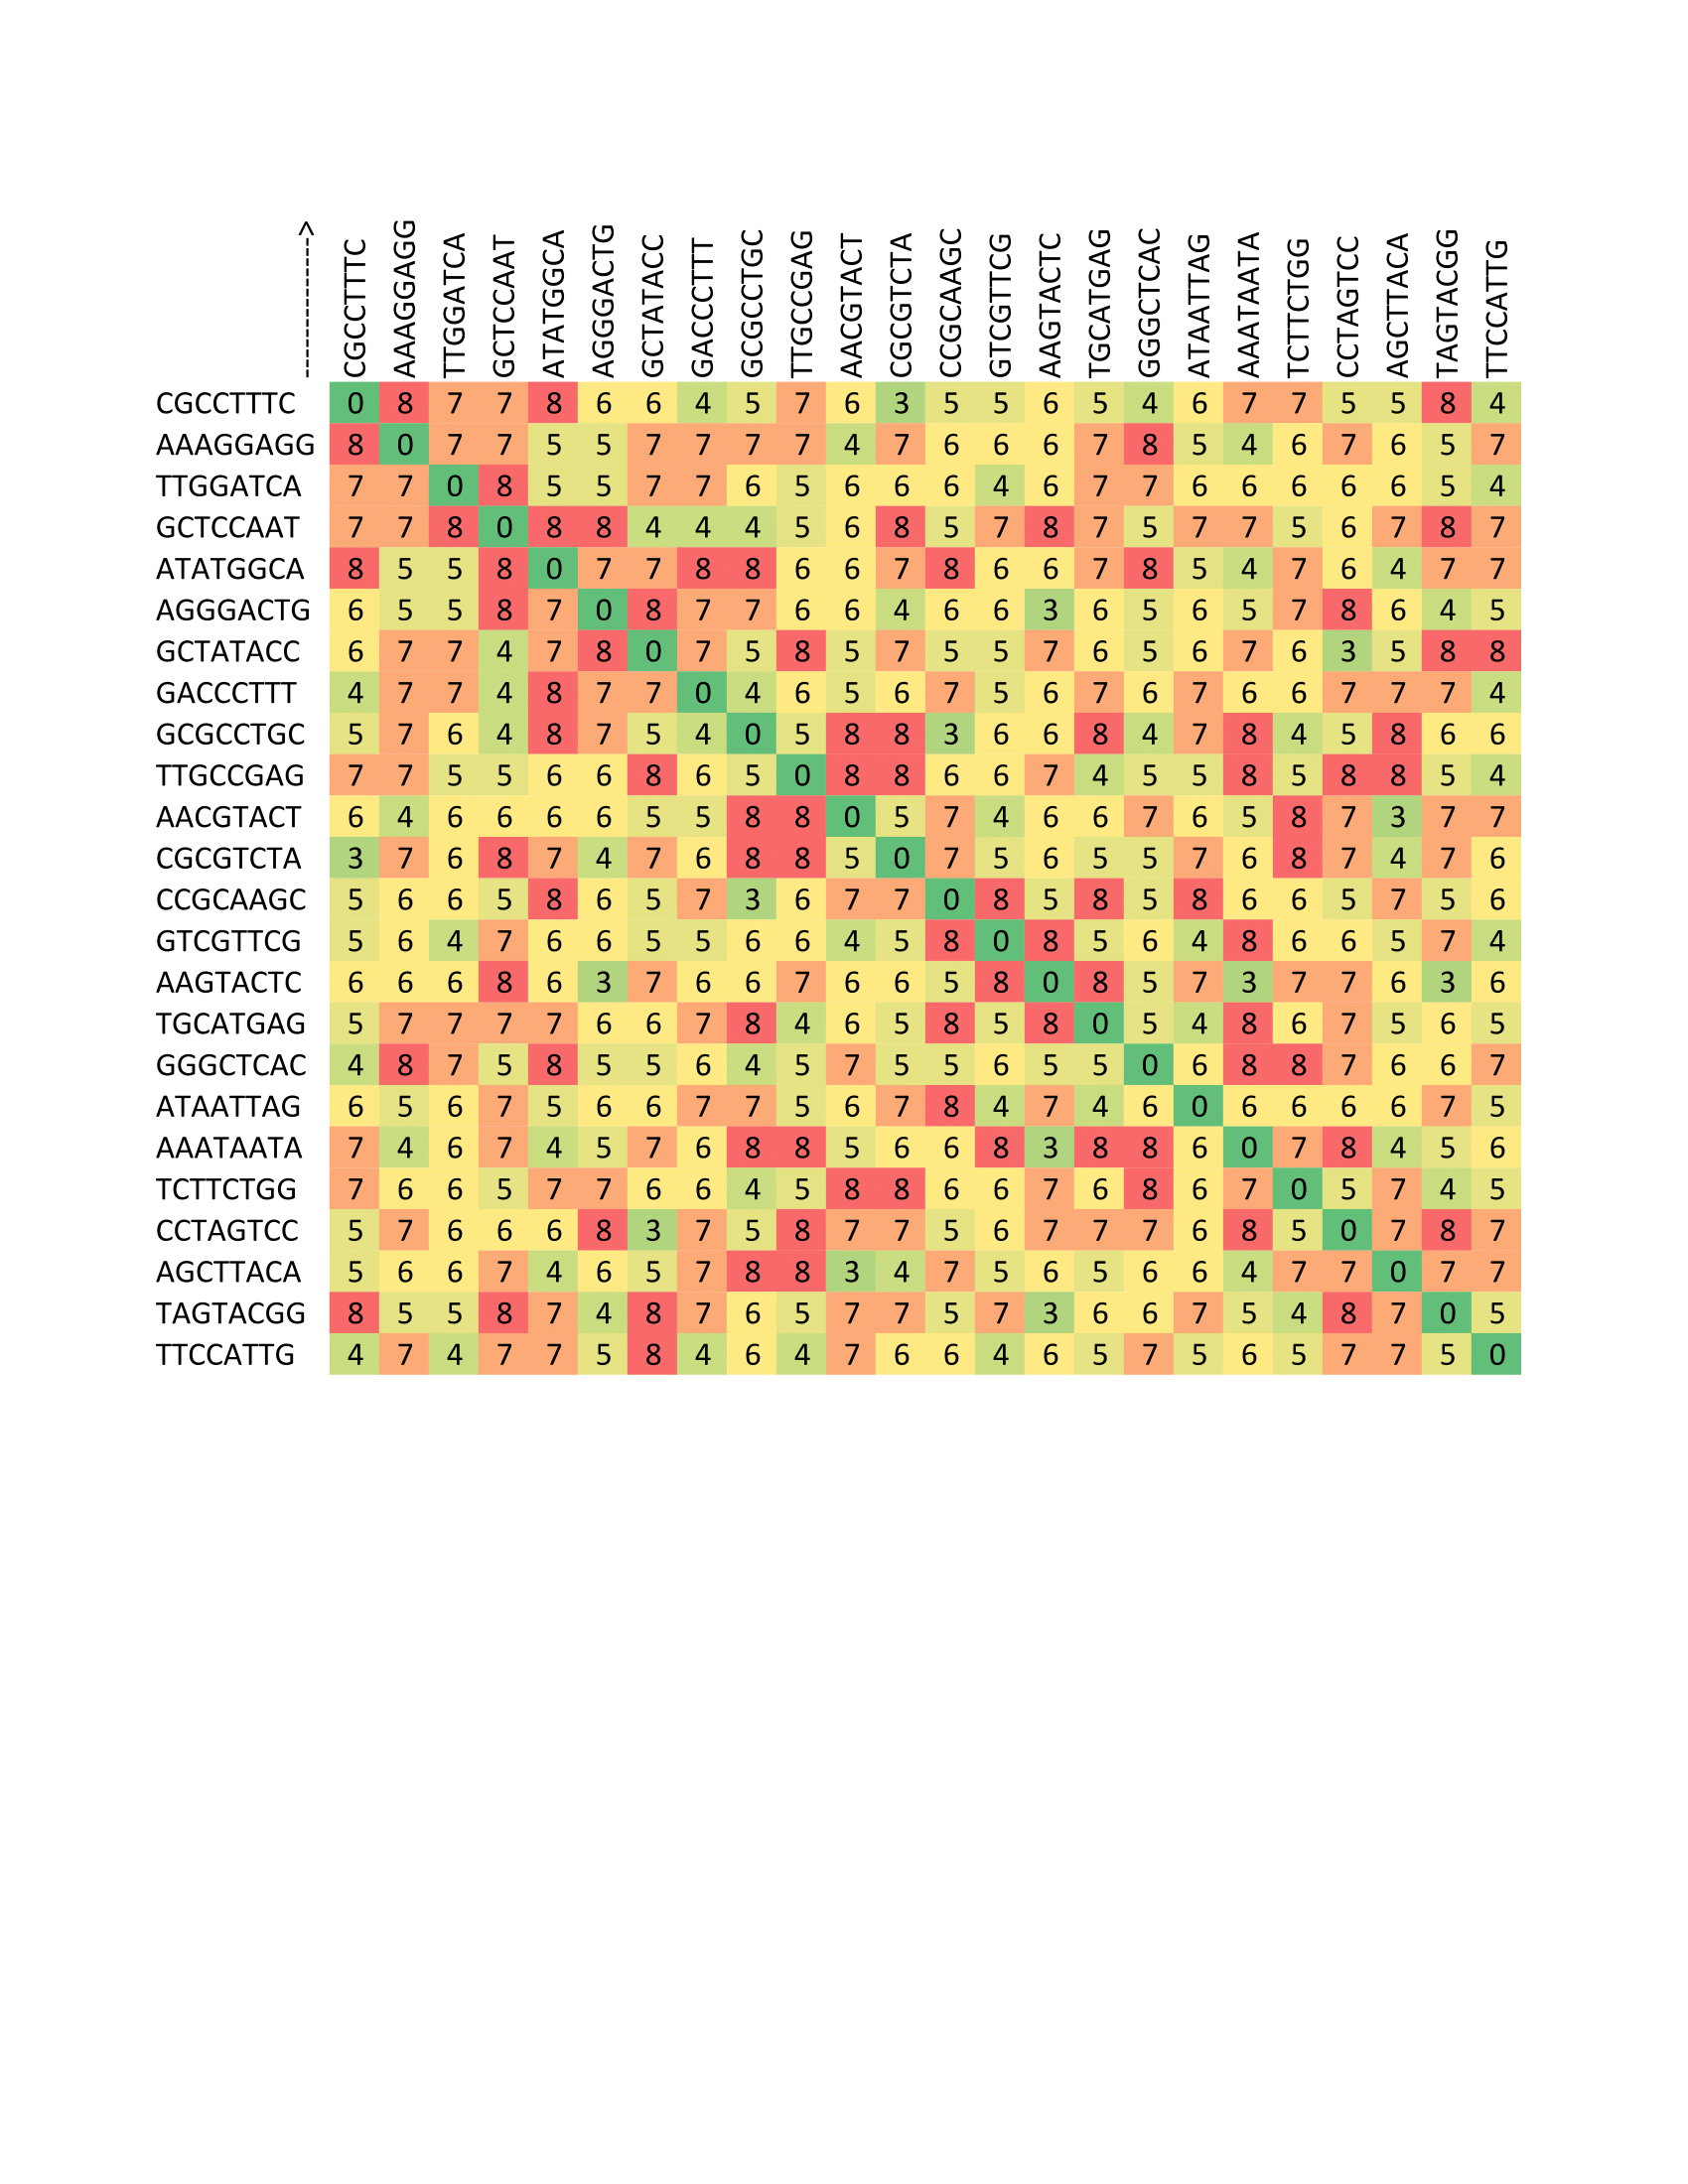 -----------> CGCCTTTC AAAGGAGG TTGGATCA GCTCCAAT ATATGGCA AGGGACTG GCTATACC GACCCTTT GCGCCTGC TTGCCGAG AACGTACT CGCGTCTA CCGCAAGC GTCGTTCG AAGTACTC TGCATGAG GGGCTCAC ATAATTAG AAATAATA TCTTCTGG CCTAGTCC AGCTTACA TAGTACGG TTCCATTG
CGCCTTTC 0 8 7 7 8 6 6 4 5 7 6 3 5 5 6 5 4 6 7 7 5 5 8 4
AAAGGAGG 8 0 7 7 5 5 7 7 7 7 4 7 6 6 6 7 8 5 4 6 7 6 5 7
TTGGATCA 7 7 0 8 5 5 7 7 6 5 6 6 6 4 6 7 7 6 6 6 6 6 5 4
GCTCCAAT 7 7 8 0 8 8 4 4 4 5 6 8 5 7 8 7 5 7 7 5 6 7 8 7
ATATGGCA 8 5 5 8 0 7 7 8 8 6 6 7 8 6 6 7 8 5 4 7 6 4 7 7
AGGGACTG 6 5 5 8 7 0 8 7 7 6 6 4 6 6 3 6 5 6 5 7 8 6 4 5
GCTATACC 6 7 7 4 7 8 0 7 5 8 5 7 5 5 7 6 5 6 7 6 3 5 8 8
GACCCTTT 4 7 7 4 8 7 7 0 4 6 5 6 7 5 6 7 6 7 6 6 7 7 7 4
GCGCCTGC 5 7 6 4 8 7 5 4 0 5 8 8 3 6 6 8 4 7 8 4 5 8 6 6
TTGCCGAG 7 7 5 5 6 6 8 6 5 0 8 8 6 6 7 4 5 5 8 5 8 8 5 4
AACGTACT 6 4 6 6 6 6 5 5 8 8 0 5 7 4 6 6 7 6 5 8 7 3 7 7
CGCGTCTA 3 7 6 8 7 4 7 6 8 8 5 0 7 5 6 5 5 7 6 8 7 4 7 6
CCGCAAGC 5 6 6 5 8 6 5 7 3 6 7 7 0 8 5 8 5 8 6 6 5 7 5 6
GTCGTTCG 5 6 4 7 6 6 5 5 6 6 4 5 8 0 8 5 6 4 8 6 6 5 7 4
AAGTACTC 6 6 6 8 6 3 7 6 6 7 6 6 5 8 0 8 5 7 3 7 7 6 3 6
TGCATGAG 5 7 7 7 7 6 6 7 8 4 6 5 8 5 8 0 5 4 8 6 7 5 6 5
GGGCTCAC 4 8 7 5 8 5 5 6 4 5 7 5 5 6 5 5 0 6 8 8 7 6 6 7
ATAATTAG 6 5 6 7 5 6 6 7 7 5 6 7 8 4 7 4 6 0 6 6 6 6 7 5
AAATAATA 7 4 6 7 4 5 7 6 8 8 5 6 6 8 3 8 8 6 0 7 8 4 5 6
TCTTCTGG 7 6 6 5 7 7 6 6 4 5 8 8 6 6 7 6 8 6 7 0 5 7 4 5
CCTAGTCC 5 7 6 6 6 8 3 7 5 8 7 7 5 6 7 7 7 6 8 5 0 7 8 7
AGCTTACA 5 6 6 7 4 6 5 7 8 8 3 4 7 5 6 5 6 6 4 7 7 0 7 7
TAGTACGG 8 5 5 8 7 4 8 7 6 5 7 7 5 7 3 6 6 7 5 4 8 7 0 5
TTCCATTG 4 7 4 7 7 5 8 4 6 4 7 6 6 4 6 5 7 5 6 5 7 7 5 0